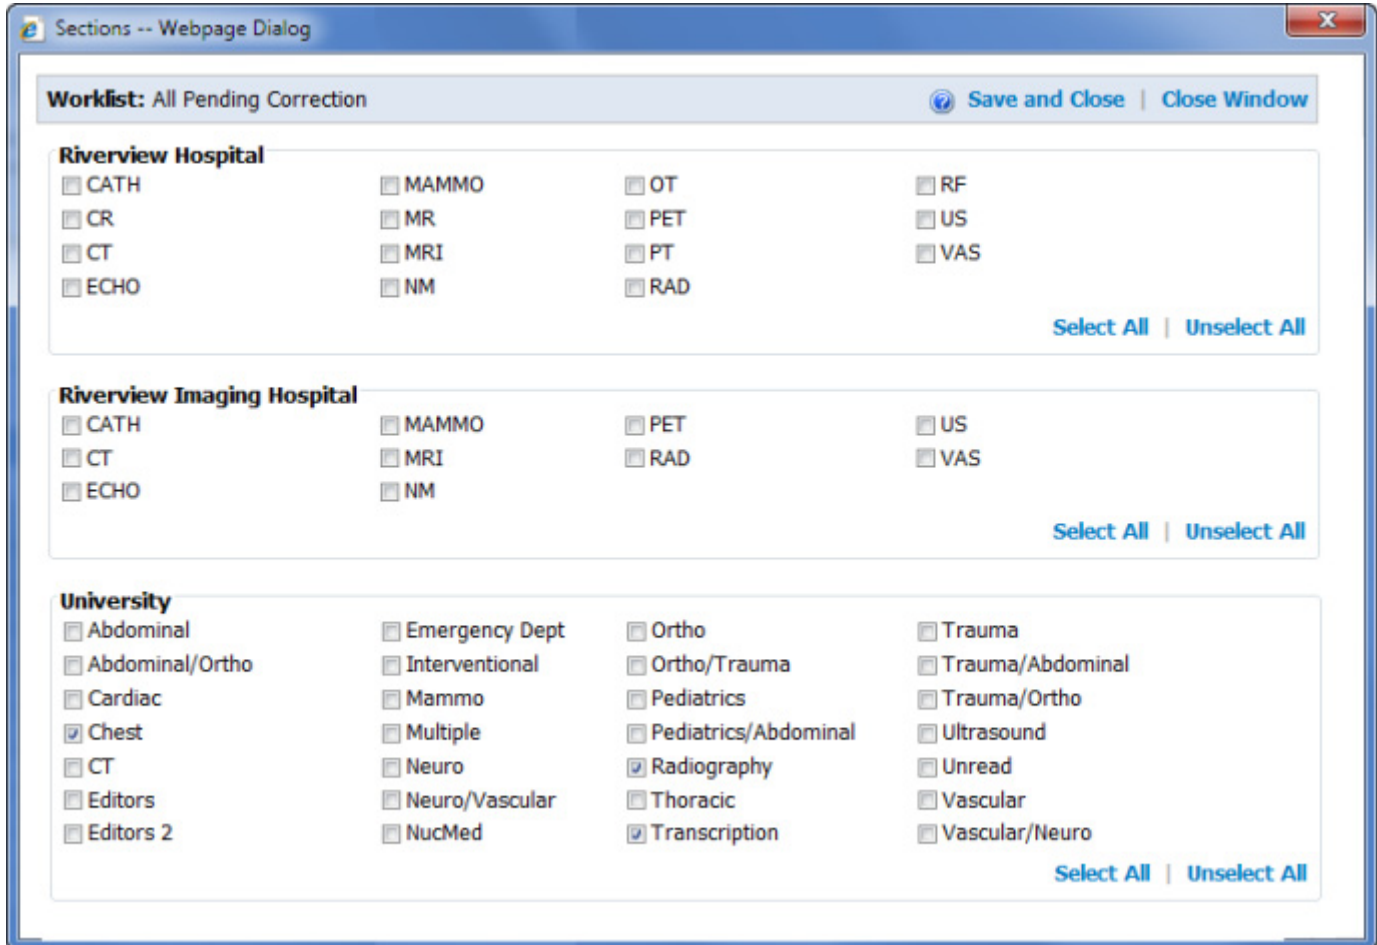 Sections -- Webpage Dialog
Worklist: All Pending Correction Save and Close | Close Window
Riverview Hospital
CATH MAMMO OT RF
CR MR PET US
CT MRI PT VAS
ECHO NM RAD
Select All | Unselect All
Riverview Imaging Hospital
CATH MAMMO PET US
CT MRI RAD VAS
ECHO NM
Select All | Unselect All
University
Abdominal Emergency Dept Ortho Trauma
Abdominal/Ortho Interventional Ortho/Trauma Trauma/Abdominal
Cardiac Mammo Pediatrics Trauma/Ortho
Chest Multiple Pediatrics/Abdominal Ultrasound
CT Neuro Radiography Unread
Editors Neuro/Vascular Thoracic Vascular
Editors 2 NucMed Transcription Vascular/Neuro
Select All | Unselect All